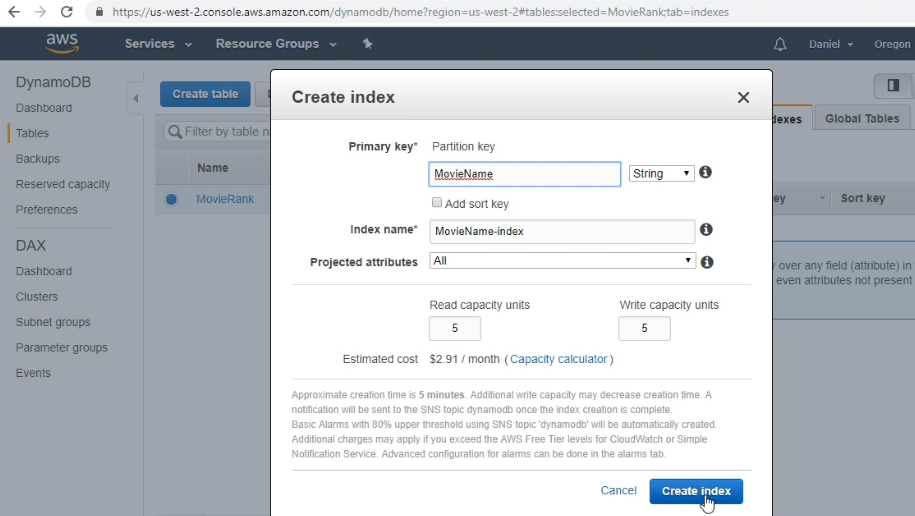 https://us-west-2.console.aws.amazon.com/dynamodb/home?region=us-west-2#tables:selected=MovieRank;tab=indexes
aws Services Resource Groups Daniel Oregon
DynamoDB
Dashboard
Tables
Backups
Reserved capacity
Preferences
DAX
Dashboard
Clusters
Subnet groups
Parameter groups
Events
Create table
Filter by table
Name
MovieRank
Create index
Primary key* Partition key
MovieName String
Add sort key
Index name* MovieName-index
Projected attributes All
Read capacity units Write capacity units
5 5
Estimated cost $2.91 / month ( Capacity calculator )
Approximate creation time is 5 minutes. Additional write capacity may decrease creation time. A
notification will be sent to the SNS topic dynamodb once the index creation is complete.
Basic Alarms with 80% upper threshold using SNS topic 'dynamodb' will be automatically created.
Additional charges may apply if you exceed the AWS Free Tier levels for CloudWatch or Simple
Notification Service. Advanced configuration for alarms can be done in the alarms tab.
Cancel Create index
dexes Global Tables
ey Sort key
over any field (attribute) in
even attributes not present